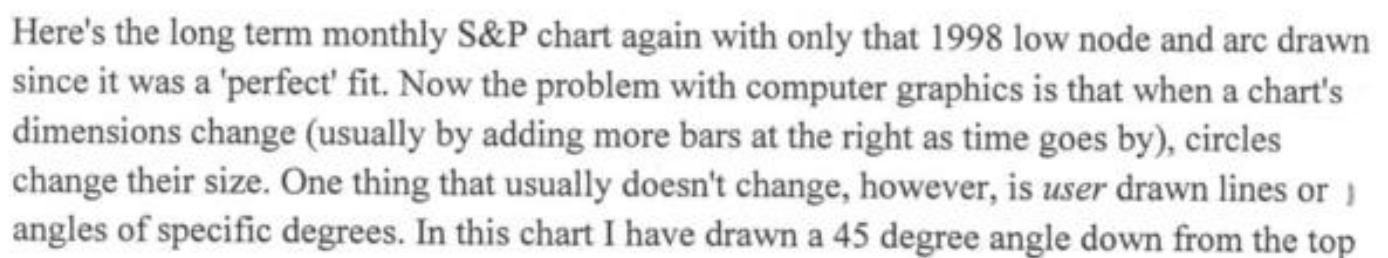 Here's the long term monthly S&P chart again with only that 1998 low node and arc drawn
since it was a 'perfect' fit. Now the problem with computer graphics is that when a chart's
dimensions change (usually by adding more bars at the right as time goes by), circles
change their size. One thing that usually doesn't change, however, is user drawn lines or
angles of specific degrees. In this chart I have drawn a 45 degree angle down from the top